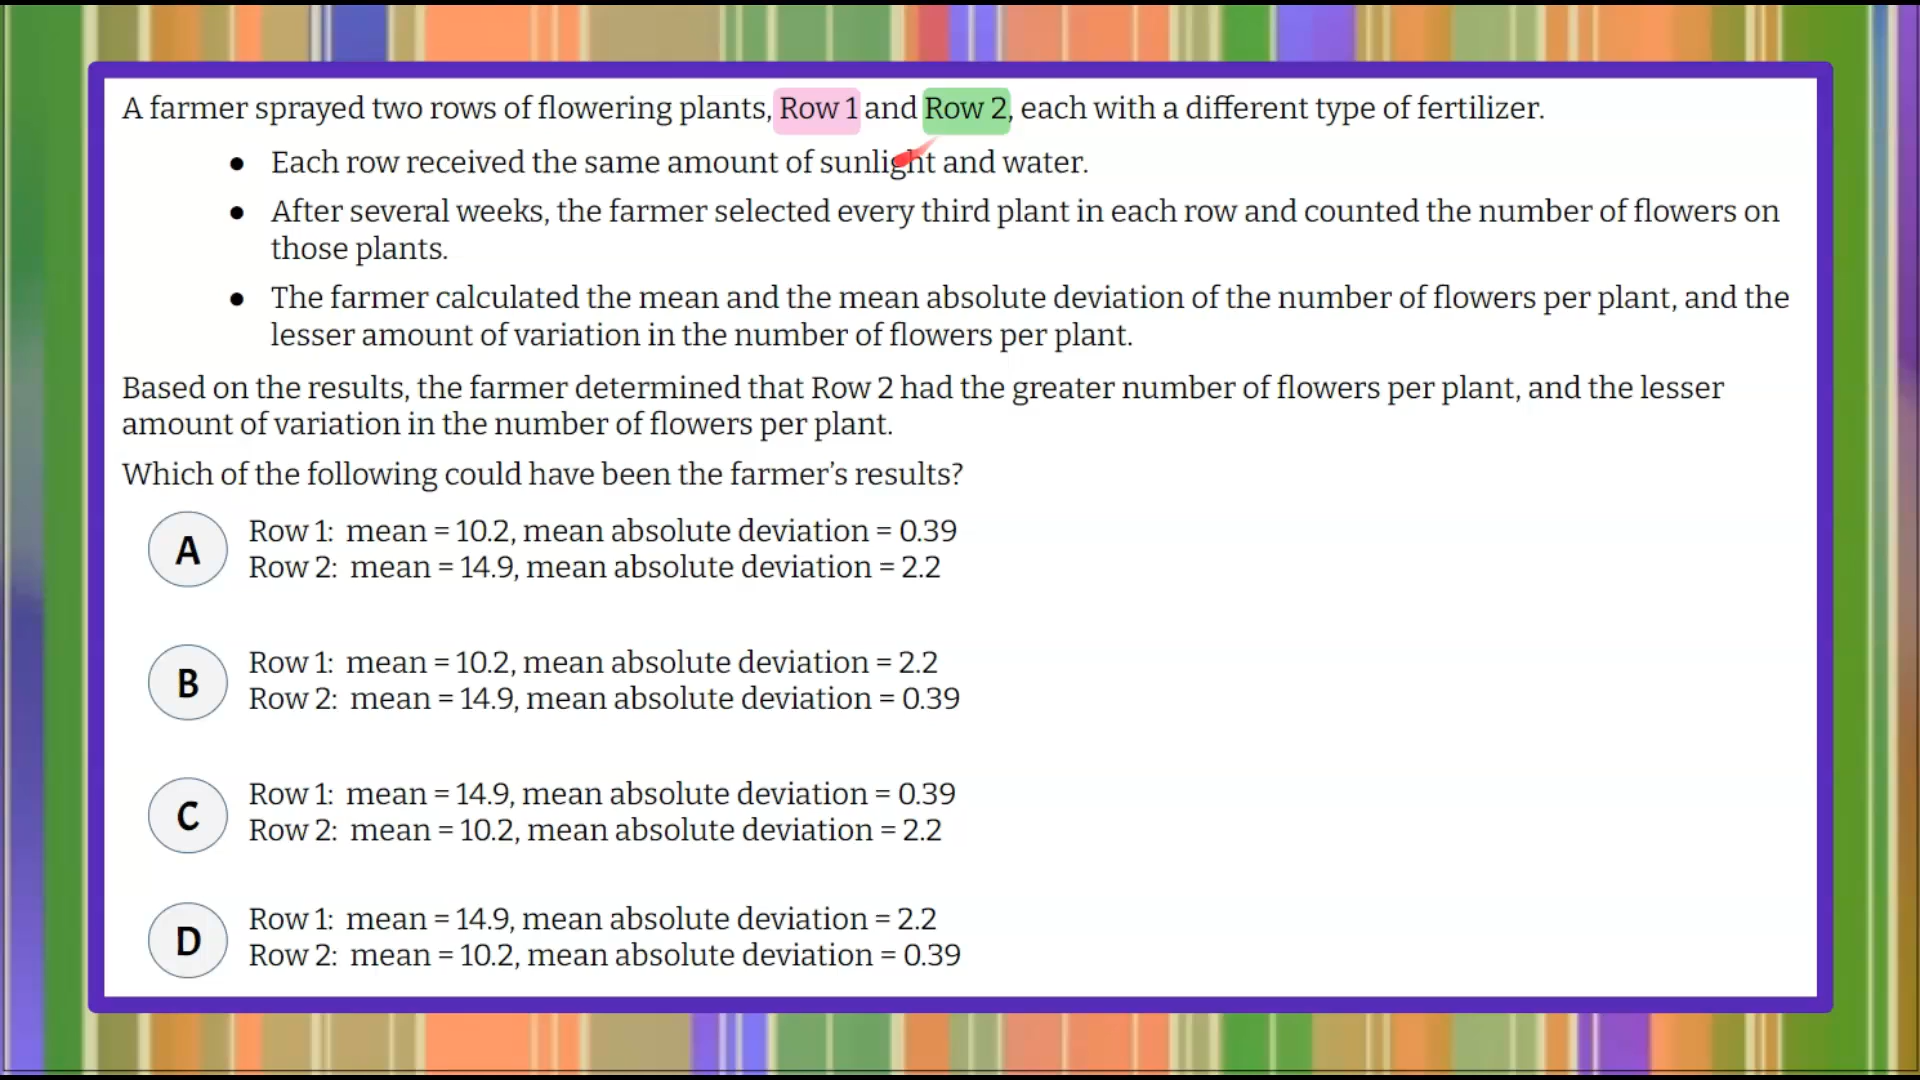 A farmer sprayed two rows of flowering plants, Row 1 and Row 2, each with a different type of fertilizer.
● Each row received the same amount of sunlight and water.
● After several weeks, the farmer selected every third plant in each row and counted the number of flowers on
those plants.
● The farmer calculated the mean and the mean absolute deviation of the number of flowers per plant, and the
lesser amount of variation in the number of flowers per plant.
Based on the results, the farmer determined that Row 2 had the greater number of flowers per plant, and the lesser
amount of variation in the number of flowers per plant.
Which of the following could have been the farmer’s results?
A
Row 1: mean = 10.2, mean absolute deviation = 0.39
Row 2: mean = 14.9, mean absolute deviation = 2.2
B
Row 1: mean = 10.2, mean absolute deviation = 2.2
Row 2: mean = 14.9, mean absolute deviation = 0.39
C
Row 1: mean = 14.9, mean absolute deviation = 0.39
Row 2: mean = 10.2, mean absolute deviation = 2.2
D
Row 1: mean = 14.9, mean absolute deviation = 2.2
Row 2: mean = 10.2, mean absolute deviation = 0.39